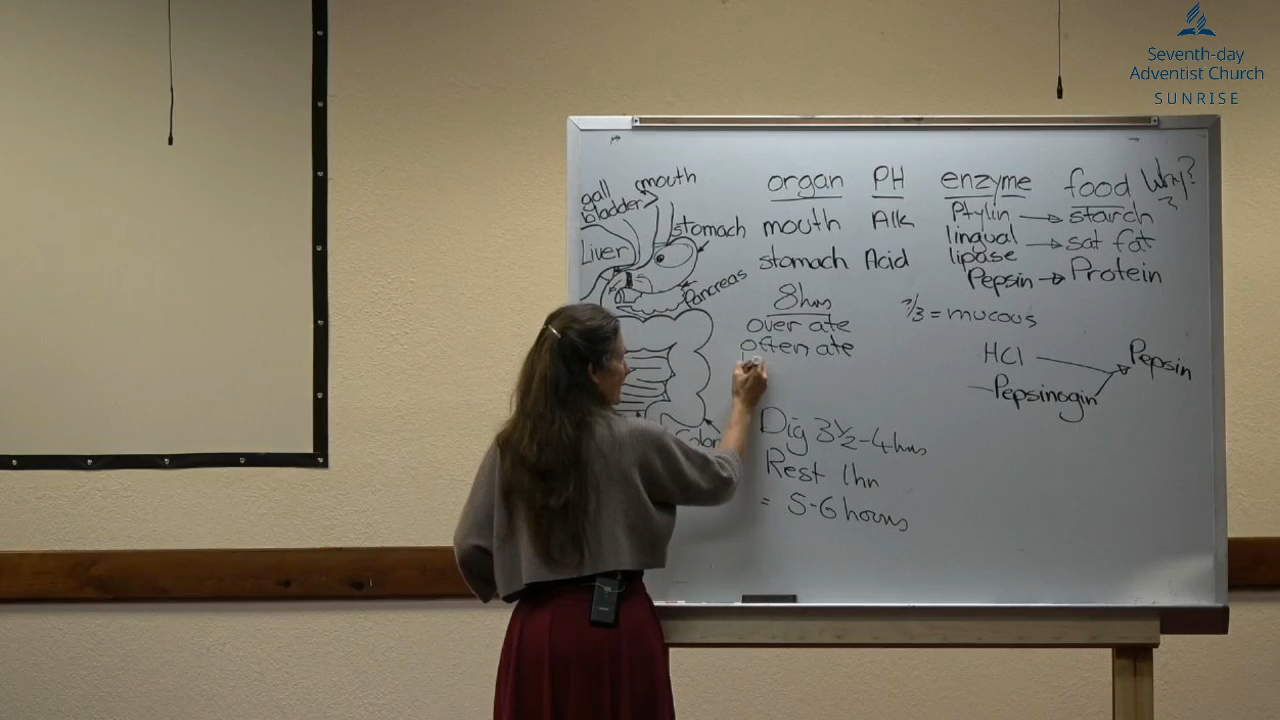 Seventh-day
Adventist Church
SUNRISE
gall
bladder
mouth
stomach
Liver
Pancreas
Colon
organ PH enzyme food Why?
mouth Alk Ptylin → starch
lingual
lipase → sat fat
stomach Acid Pepsin → Protein
8hrs
over ate
often ate
2/3 = mucous
HCl → Pepsin
Pepsinogin
Dig 3½-4hrs
Rest 1hr
= 5-6 hours